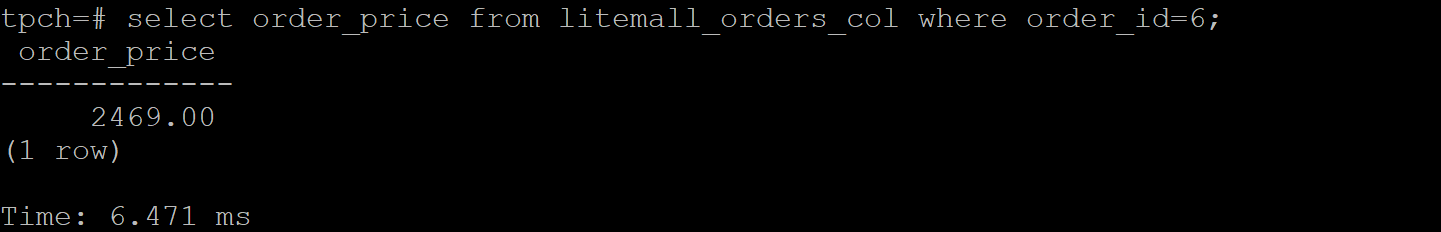 tpch=# select order_price from litemall_orders_col where order_id=6;
 order_price
-------------
     2469.00
(1 row)

Time: 6.471 ms